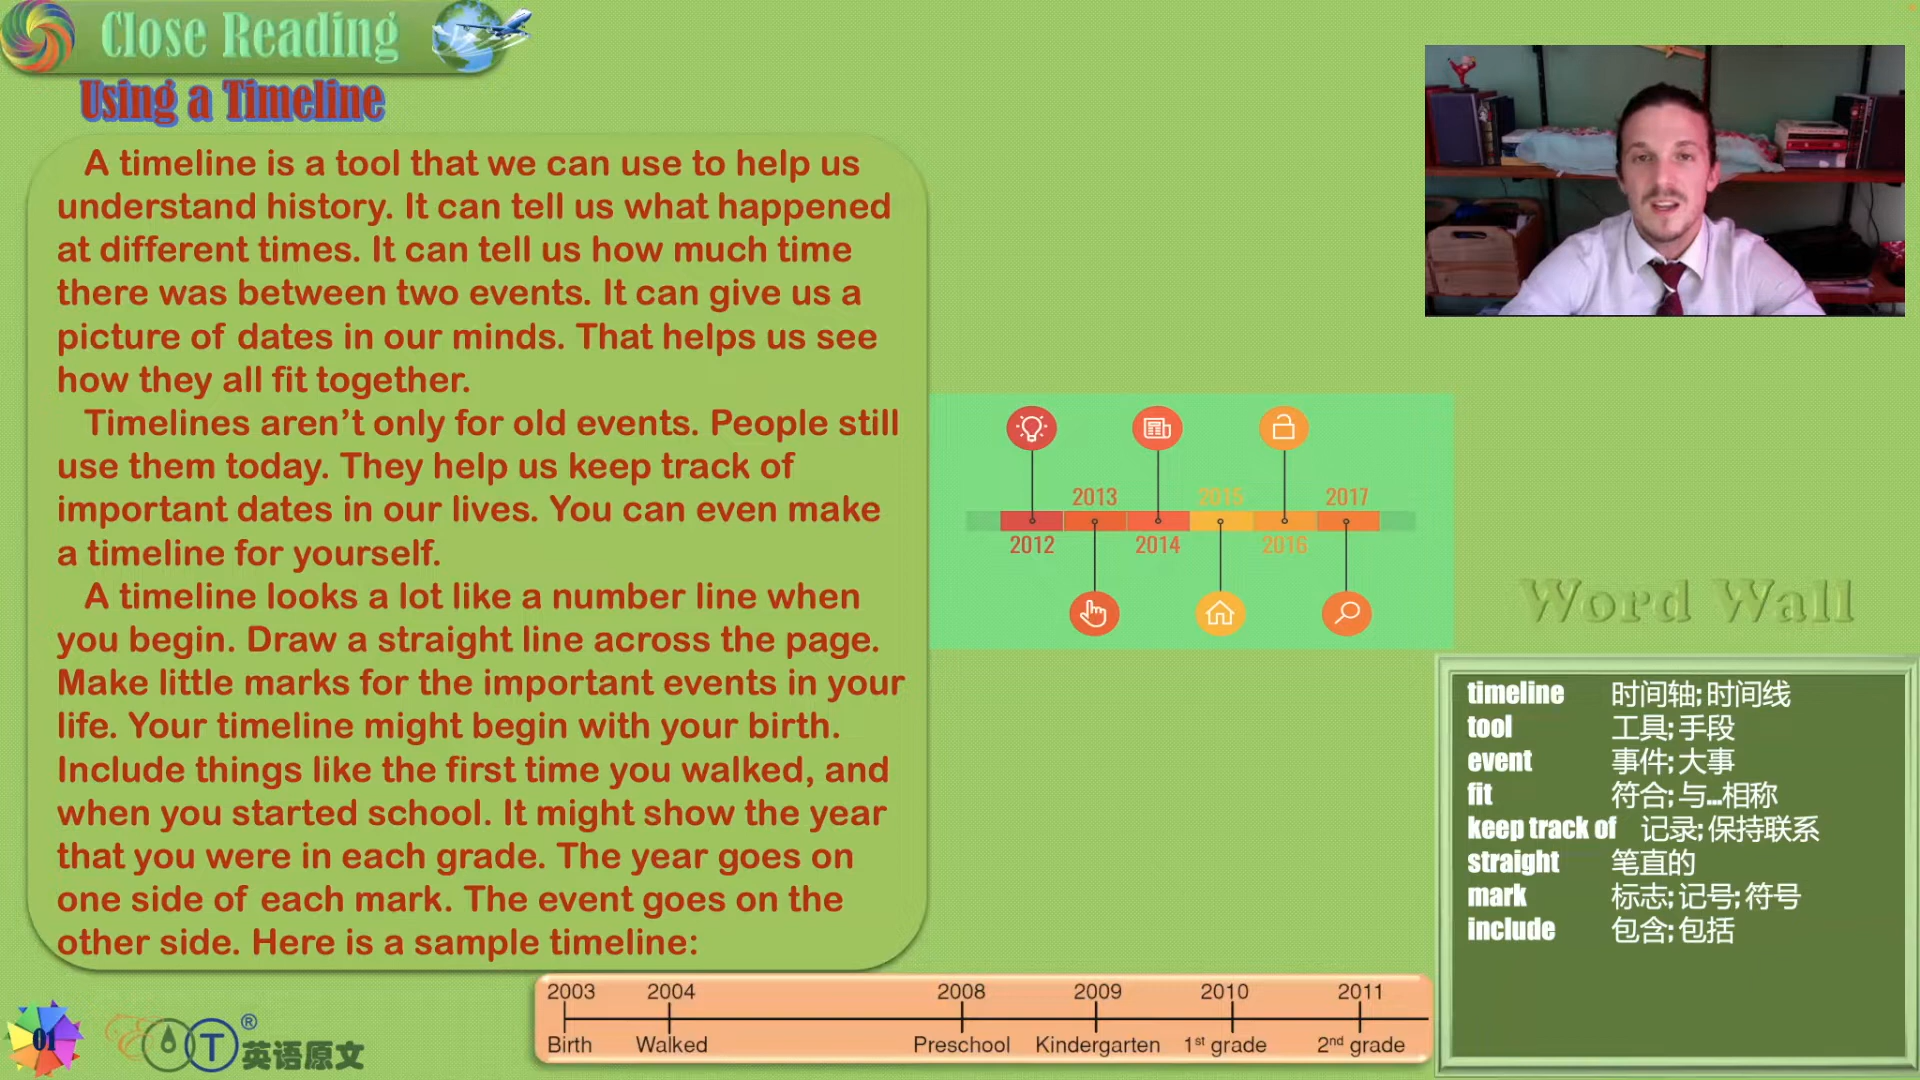 Close Reading
Using a Timeline
A timeline is a tool that we can use to help us
understand history. It can tell us what happened
at different times. It can tell us how much time
there was between two events. It can give us a
picture of dates in our minds. That helps us see
how they all fit together.
Timelines aren't only for old events. People still
use them today. They help us keep track of
important dates in our lives. You can even make
a timeline for yourself.
A timeline looks a lot like a number line when
you begin. Draw a straight line across the page.
Make little marks for the important events in your
life. Your timeline might begin with your birth.
Include things like the first time you walked, and
when you started school. It might show the year
that you were in each grade. The year goes on
one side of each mark. The event goes on the
other side. Here is a sample timeline:
2013 2015 2017
2012 2014 2016
Word Wall
timeline 时间轴; 时间线
tool 工具; 手段
event 事件; 大事
fit 符合; 与...相称
keep track of 记录; 保持联系
straight 笔直的
mark 标志; 记号; 符号
include 包含; 包括
2003 2004 2008 2009 2010 2011
Birth Walked Preschool Kindergarten 1st grade 2nd grade
01
T® 英语原文